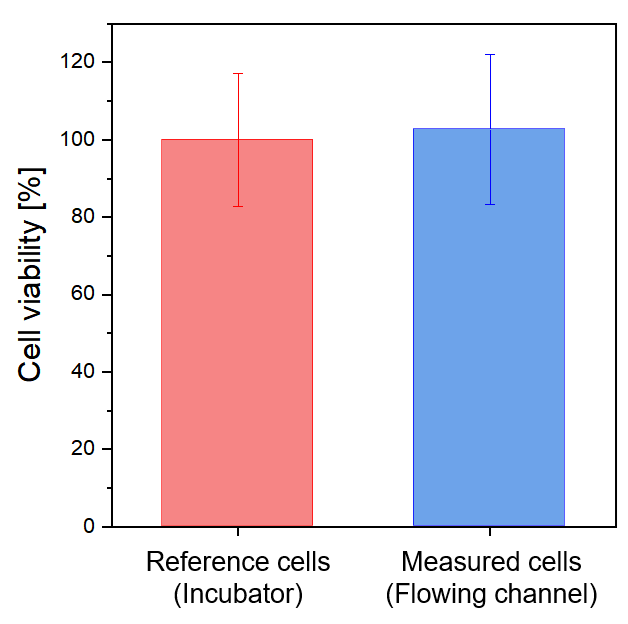 Cell viability [%]
120
100
80
60
40
20
0
Reference cells
(Incubator)
Measured cells
(Flowing channel)